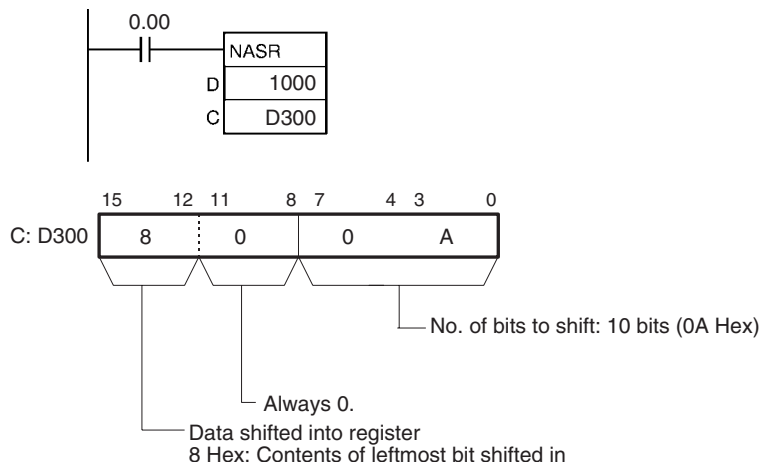 0.00
NASR
D 1000
C D300
15 12 11 8 7 4 3 0
C: D300 8 0 0 A
No. of bits to shift: 10 bits (0A Hex)
Always 0.
Data shifted into register
8 Hex: Contents of leftmost bit shifted in